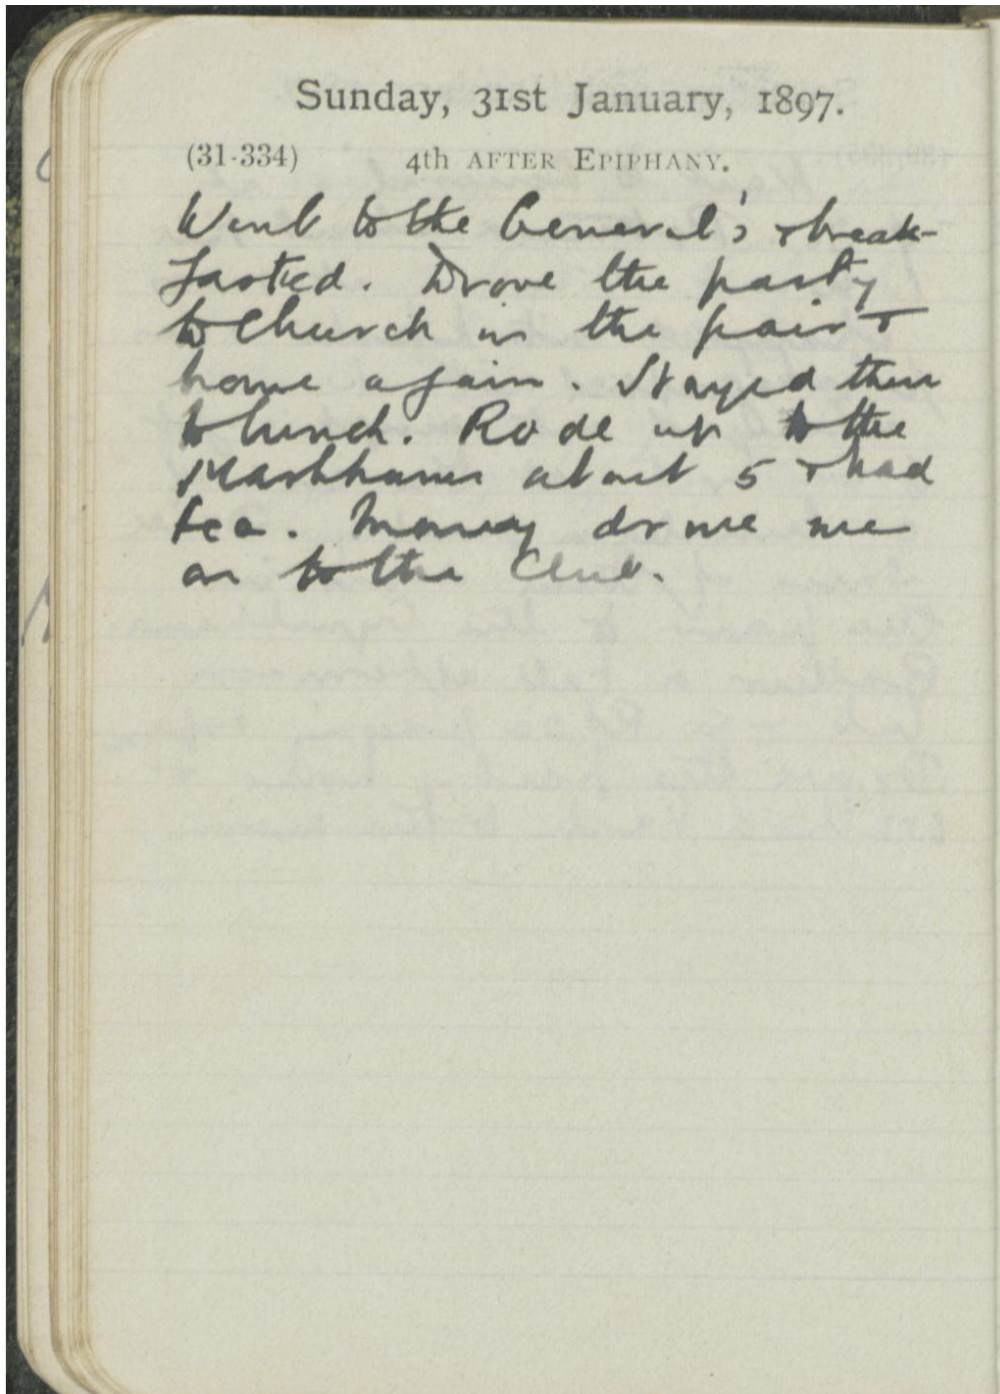 Sunday, 31st January, 1897.
(31-334) 4th AFTER EPIPHANY.
Went to the General's & break-
fasted. Drove the party
to Church in the pair &
home again. Stayed there
to lunch. Rode up to the
Markhams about 5 & had
tea. drove me
on to the Club.